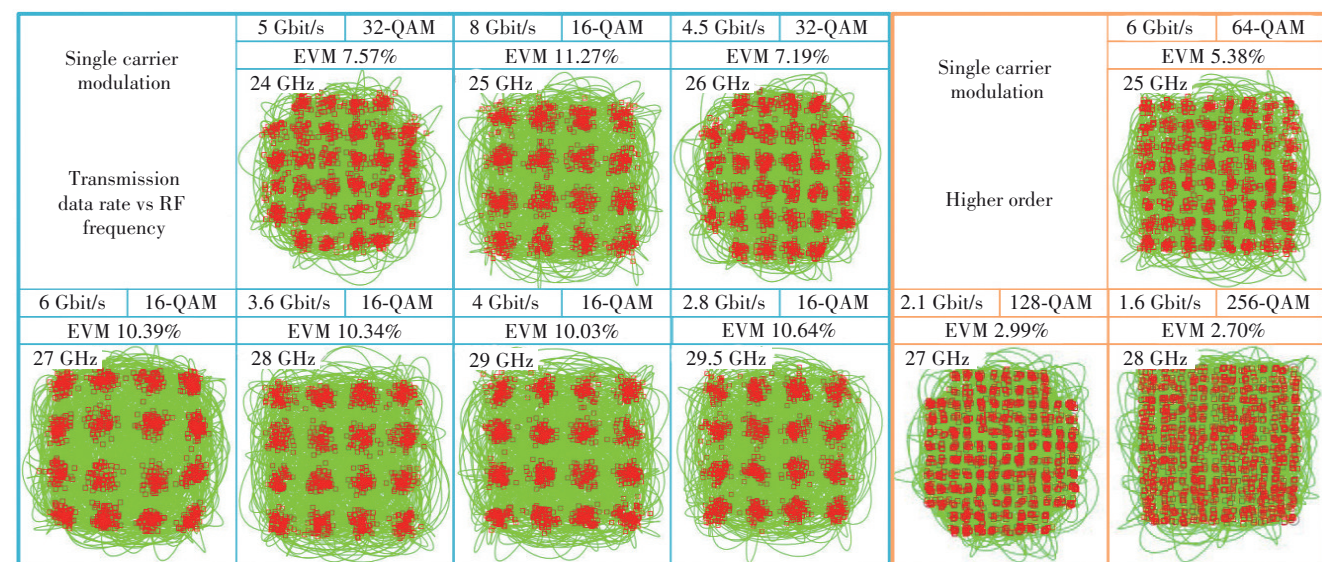 Single carrier
modulation
Transmission
data rate vs RF
frequency
5 Gbit/s 32-QAM
EVM 7.57%
24 GHz
8 Gbit/s 16-QAM
EVM 11.27%
25 GHz
4.5 Gbit/s 32-QAM
EVM 7.19%
26 GHz
6 Gbit/s 16-QAM
EVM 10.39%
27 GHz
3.6 Gbit/s 16-QAM
EVM 10.34%
28 GHz
4 Gbit/s 16-QAM
EVM 10.03%
29 GHz
2.8 Gbit/s 16-QAM
EVM 10.64%
29.5 GHz
Single carrier
modulation
Higher order
6 Gbit/s 64-QAM
EVM 5.38%
25 GHz
2.1 Gbit/s 128-QAM
EVM 2.99%
27 GHz
1.6 Gbit/s 256-QAM
EVM 2.70%
28 GHz